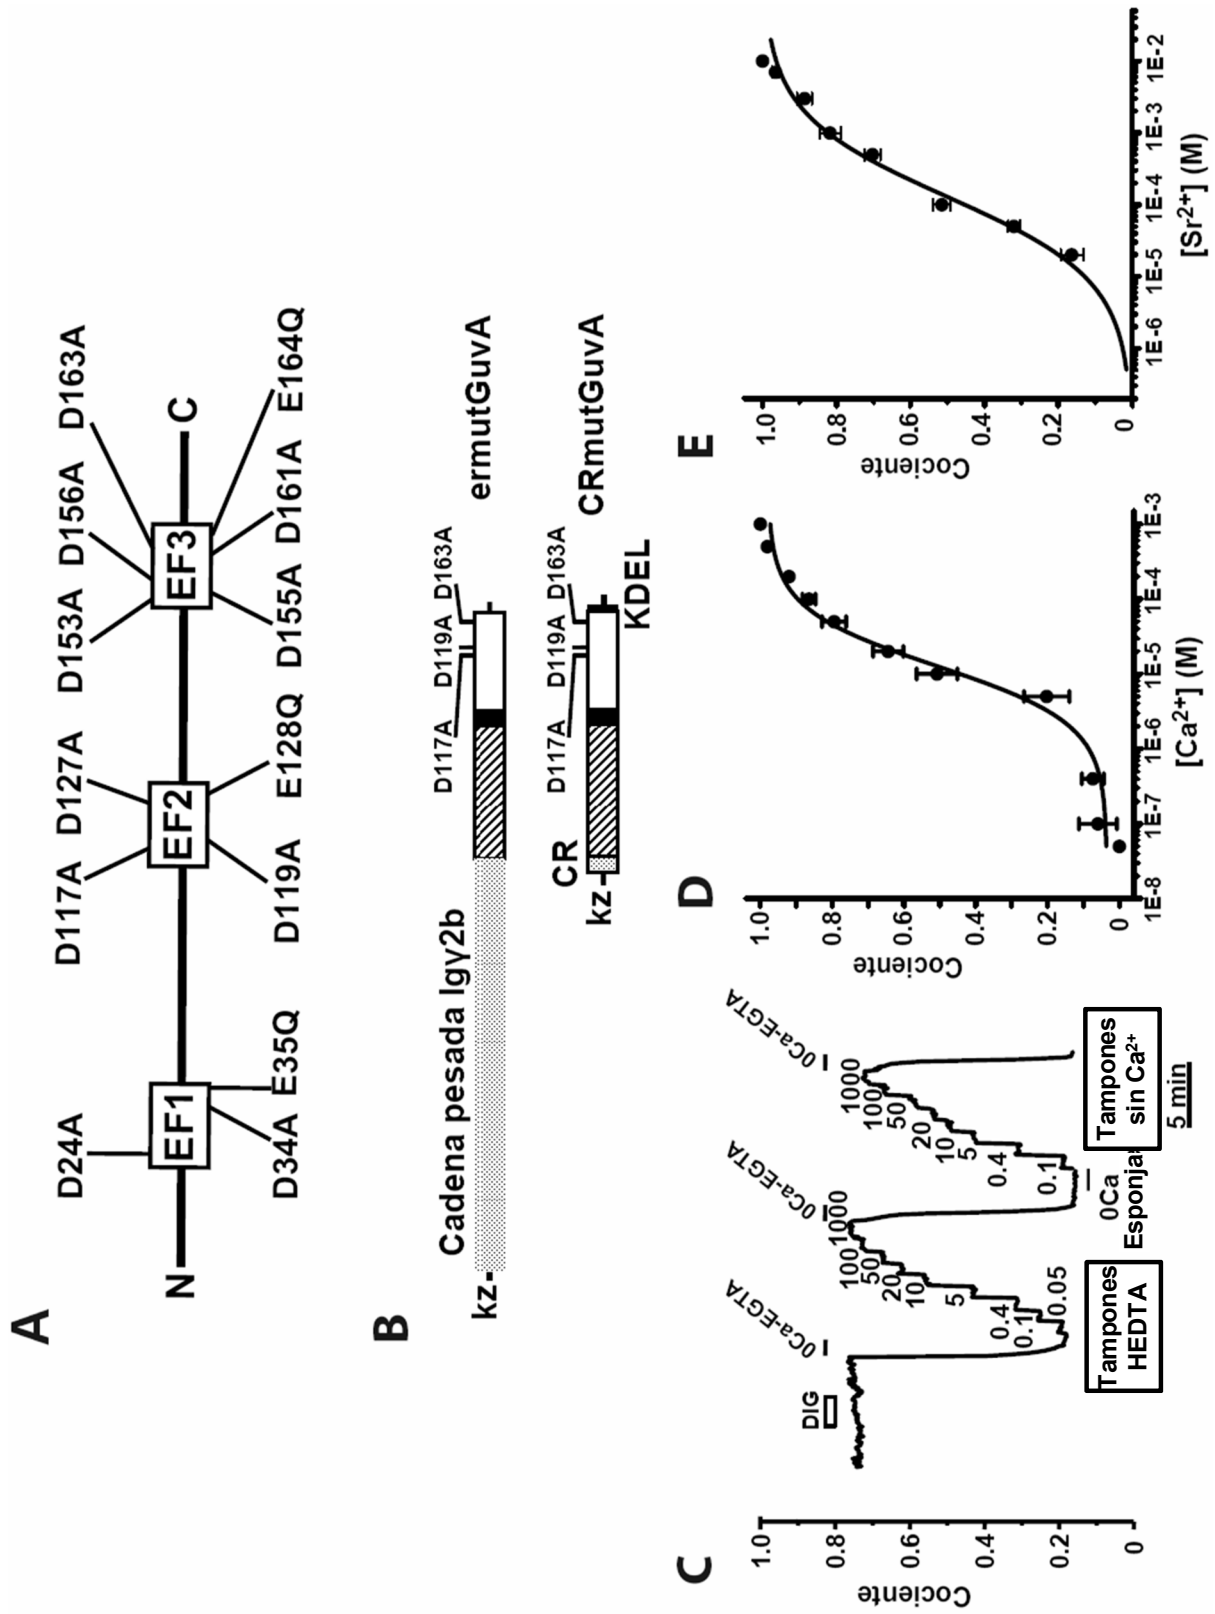 A
D24A
D117A
D127A
D153A
D156A
D163A
N
EF1
EF2
EF3
C
D34A
E35Q
D119A
E128Q
D155A
D161A
E164Q
B
Cadena pesada Igγ2b
D117A
D119A
D163A
kz
ermutGuvA
CR
D117A
D119A
D163A
kz
CRmutGuvA
KDEL
C
Cociente
1.0
0.8
0.6
0.4
0.2
0
DIG
0Ca-EGTA
0Ca-EGTA
0Ca-EGTA
0.05
0.1
0.4
5
10
20
50
100
1000
0.1
0.4
5
10
20
50
100
1000
0Ca
Esponja
Tampones
HEDTA
Tampones
sin Ca²⁺
5 min
D
Cociente
1.0
0.8
0.6
0.4
0.2
0
1E-8
1E-7
1E-6
1E-5
1E-4
1E-3
[Ca²⁺] (M)
E
Cociente
1.0
0.8
0.6
0.4
0.2
0
1E-6
1E-5
1E-4
1E-3
1E-2
[Sr²⁺] (M)